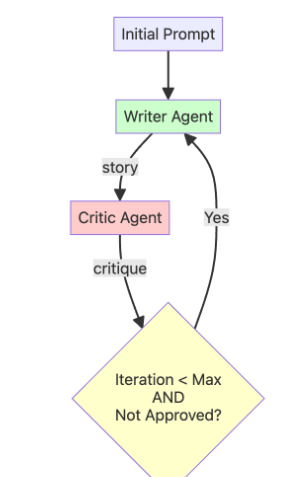 Initial Prompt
Writer Agent
story
Critic Agent
Yes
critique
Iteration < Max
AND
Not Approved?